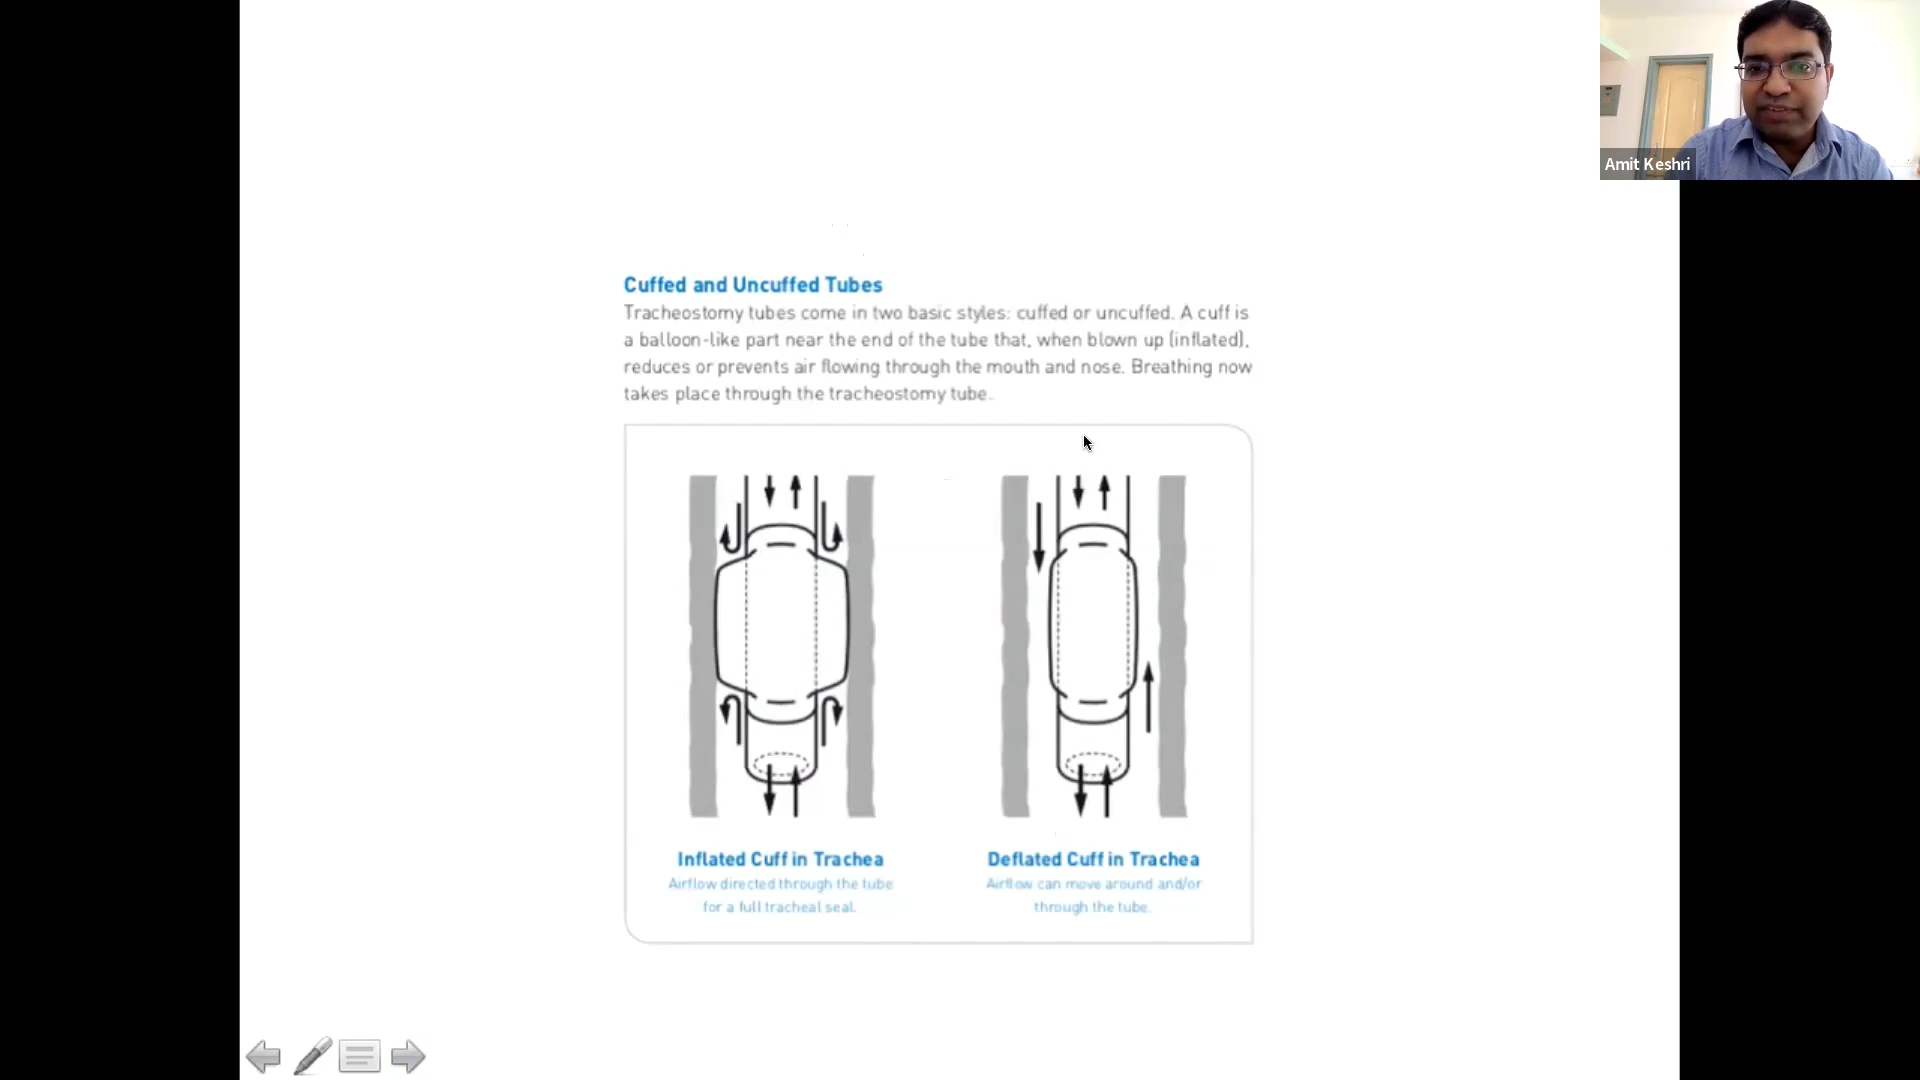 Amit Keshri
Cuffed and Uncuffed Tubes
Tracheostomy tubes come in two basic styles: cuffed or uncuffed. A cuff is
a balloon-like part near the end of the tube that, when blown up (inflated),
reduces or prevents air flowing through the mouth and nose. Breathing now
takes place through the tracheostomy tube.
Inflated Cuff in Trachea
Airflow directed through the tube
for a full tracheal seal.
Deflated Cuff in Trachea
Airflow can move around and/or
through the tube.